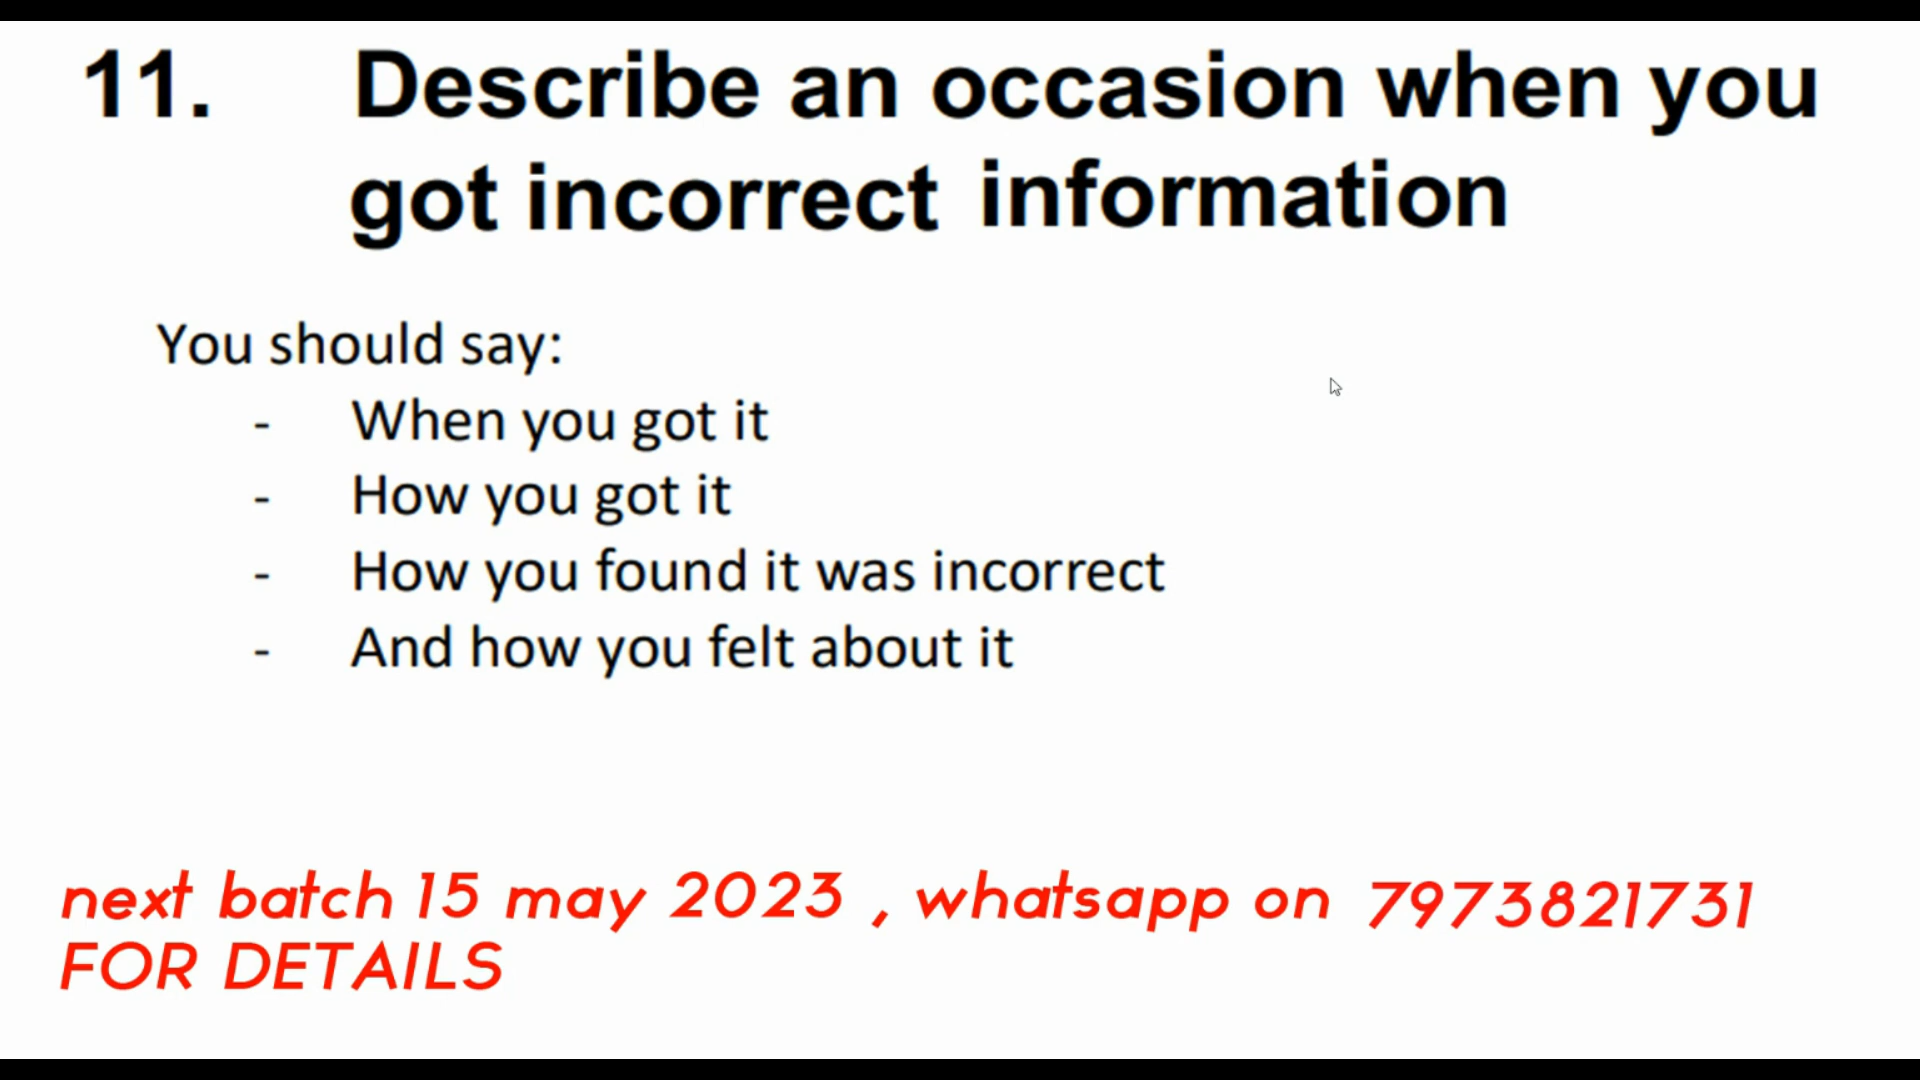 11. Describe an occasion when you
got incorrect information
You should say:
- When you got it
- How you got it
- How you found it was incorrect
- And how you felt about it
next batch 15 may 2023 , whatsapp on 7973821731
FOR DETAILS